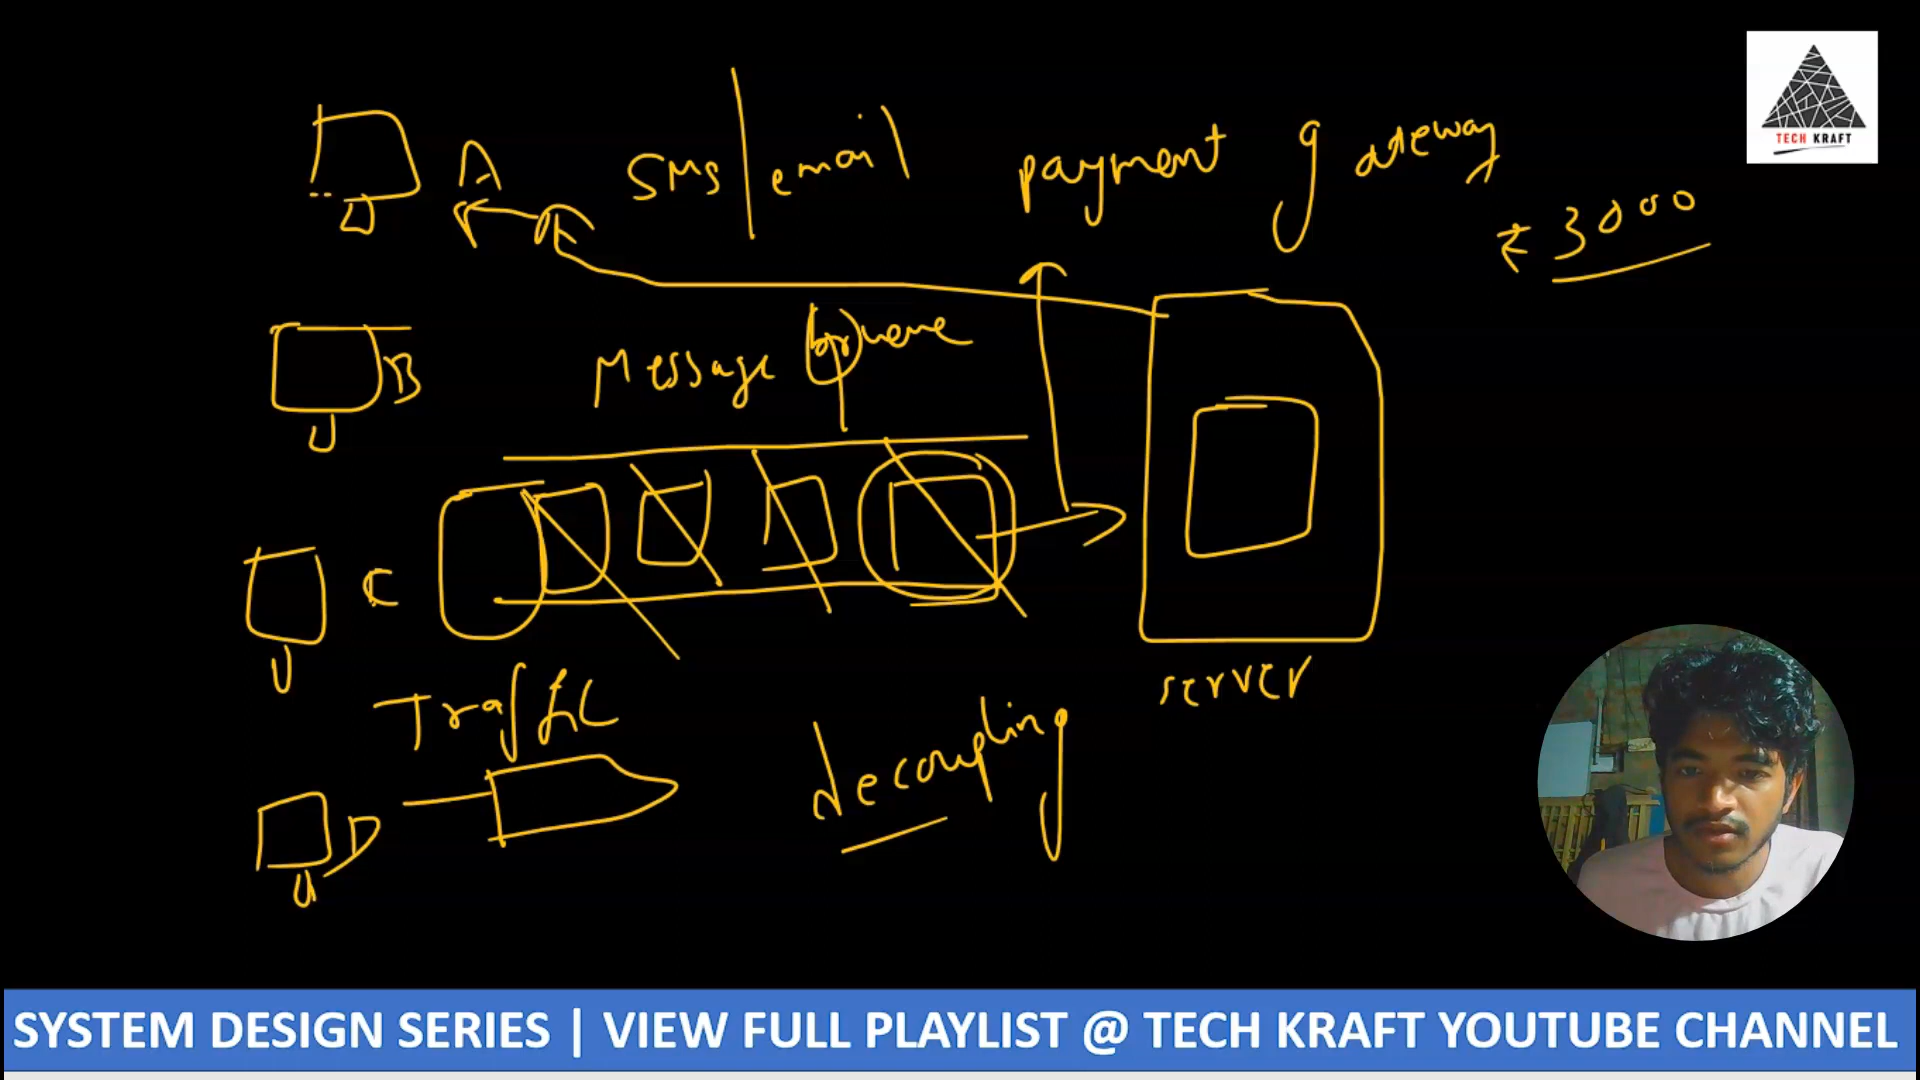 TECH KRAFT
A SMS email payment gateway
₹ 3000
B
Message Queue
C
server
Traffic
decoupling
D
SYSTEM DESIGN SERIES | VIEW FULL PLAYLIST @ TECH KRAFT YOUTUBE CHANNEL